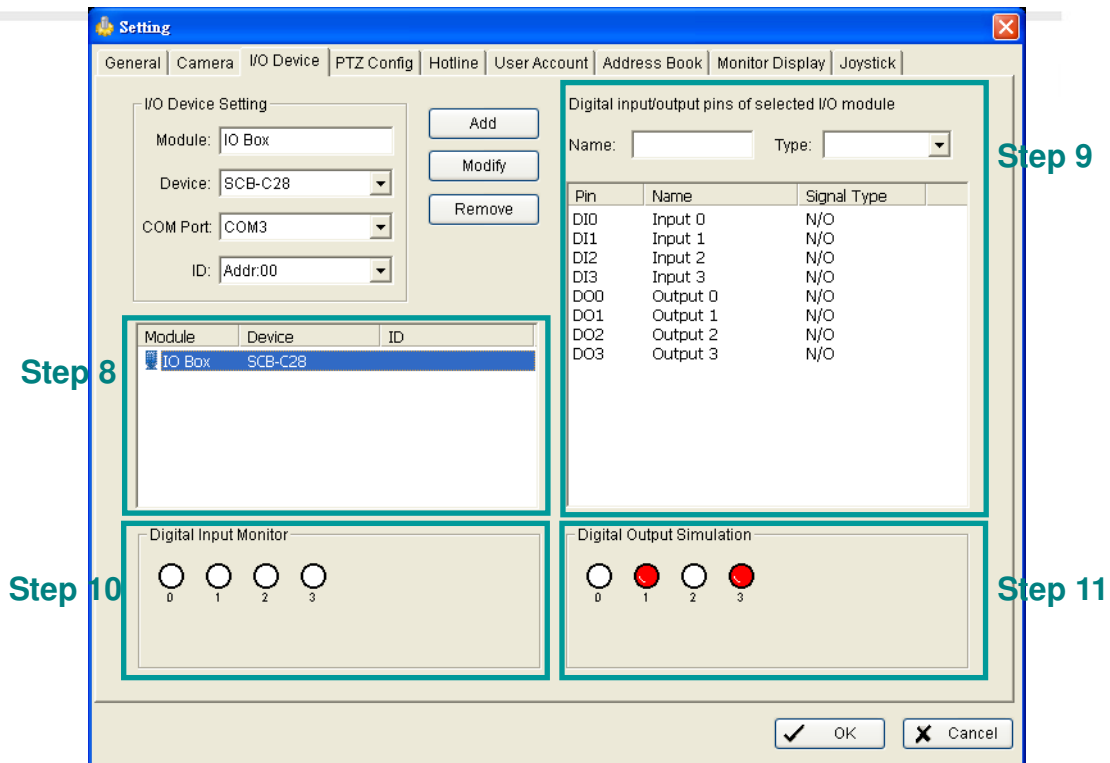 Setting
General Camera I/O Device PTZ Config Hotline User Account Address Book Monitor Display Joystick
I/O Device Setting
Module: IO Box
Device: SCB-C28
COM Port: COM3
ID: Addr:00
Add
Modify
Remove
Digital input/output pins of selected I/O module
Name: Type:
Step 9
Pin Name Signal Type
DI0 Input 0 N/O
DI1 Input 1 N/O
DI2 Input 2 N/O
DI3 Input 3 N/O
DO0 Output 0 N/O
DO1 Output 1 N/O
DO2 Output 2 N/O
DO3 Output 3 N/O
Step 8
Module Device ID
IO Box SCB-C28
Step 10
Digital Input Monitor
0 1 2 3
Digital Output Simulation
0 1 2 3
Step 11
OK Cancel